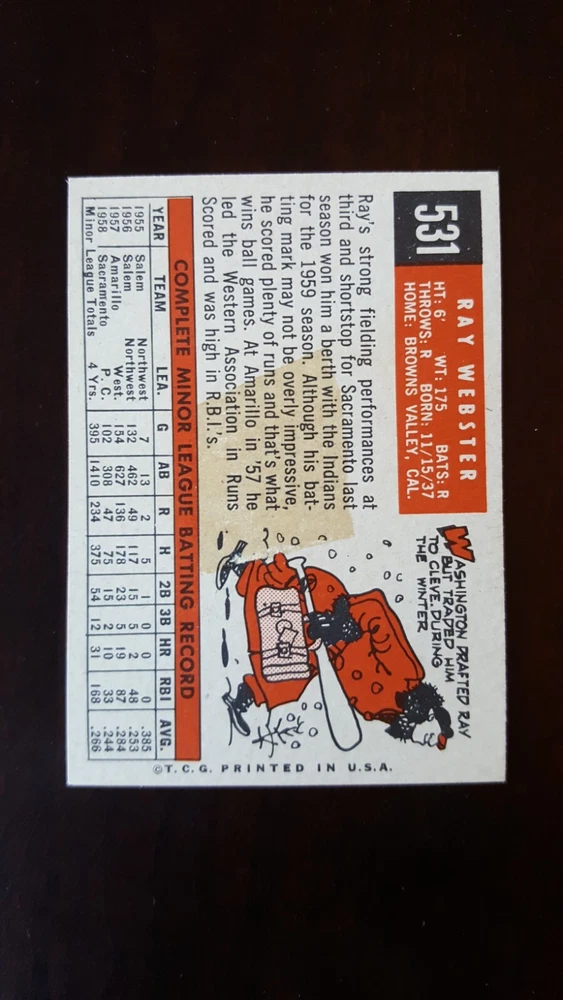 531
RAY WEBSTER
HT: 6' WT: 175 BATS: R
THROWS: R BORN: 11/15/37
HOME: BROWNS VALLEY, CAL.
Ray's strong fielding performances at
third and shortstop for Sacramento last
season won him a berth with the Indians
for the 1959 season. Although his bat-
ting mark may not be overly impressive,
he scored plenty of runs and that's what
wins ball games. At Amarillo in '57 he
led the Western Association in Runs
Scored and was high in R.B.I.'s.
WASHINGTON DRAFTED RAY
BUT TRADED HIM
TO CLEVE. DURING
THE WINTER
COMPLETE MINOR LEAGUE BATTING RECORD
YEAR TEAM LEA. G AB R H 2B 3B HR RBI AVG.
1955 Salem Northwest 7 13 2 5 1 0 0 0 .385
1956 Salem Northwest 132 462 49 117 15 5 2 48 .253
1957 Amarillo West. 154 627 136 178 23 5 19 87 .284
1958 Sacramento P. C. 102 308 47 75 15 2 10 33 .244
Minor League Totals 4 Yrs. 395 1410 234 375 54 12 31 168 .266
©T.C.G. PRINTED IN U.S.A.